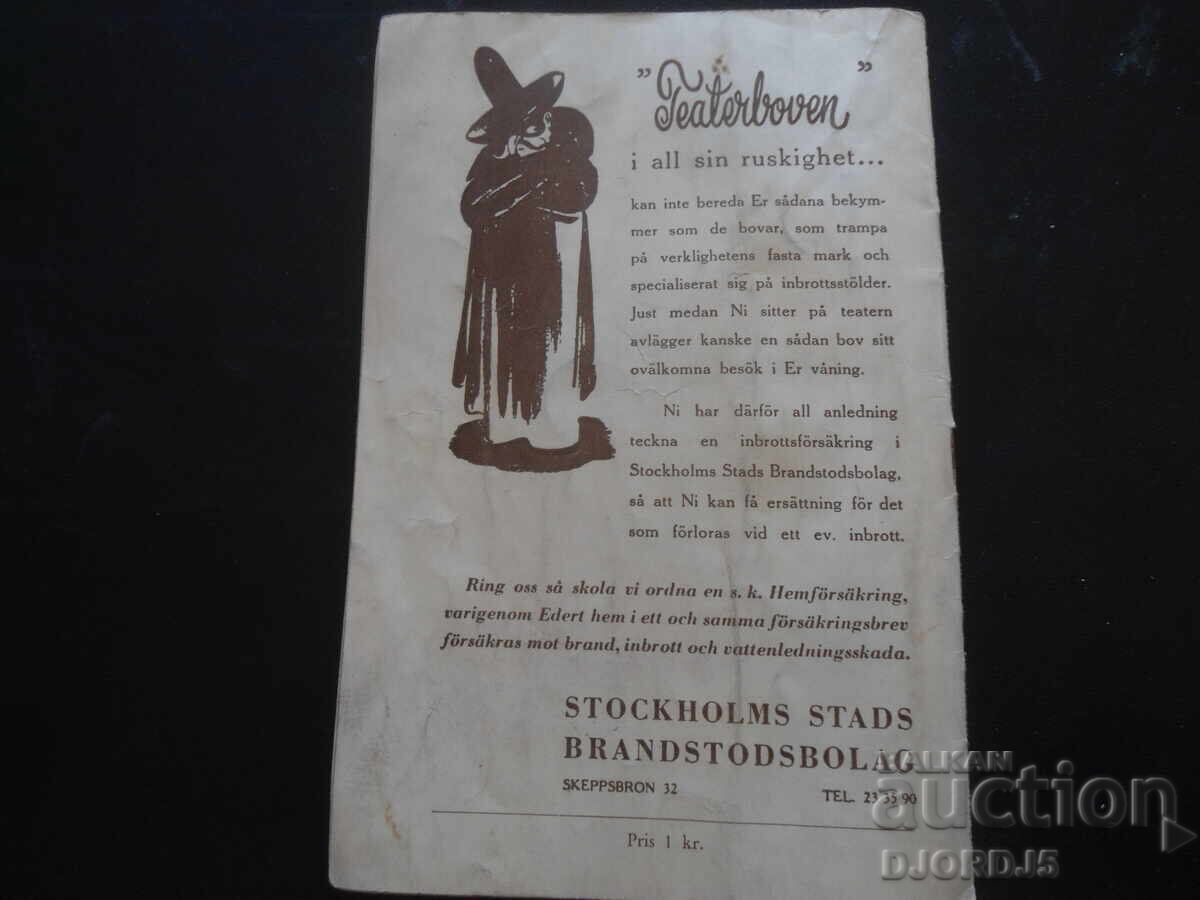 "Teaterboven"
i all sin ruskighet...
kan inte bereda Er sådana bekym-
mer som de bovar, som trampa
på verklighetens fasta mark och
specialiserat sig på inbrottsstölder.
Just medan Ni sitter på teatern
avlägger kanske en sådan bov sitt
ovälkomna besök i Er våning.
Ni har därför all anledning
teckna en inbrottsförsäkring i
Stockholms Stads Brandstodsbolag,
så att Ni kan få ersättning för det
som förloras vid ett ev. inbrott.
Ring oss så skola vi ordna en s. k. Hemförsäkring,
varigenom Edert hem i ett och samma försäkringsbrev
försäkras mot brand, inbrott och vattenledningsskada.
STOCKHOLMS STADS
BRANDSTODSBOLAG
SKEPPSBRON 32 TEL. 23 35 90
Pris 1 kr.
BALKAN
auction
DJORDJ5